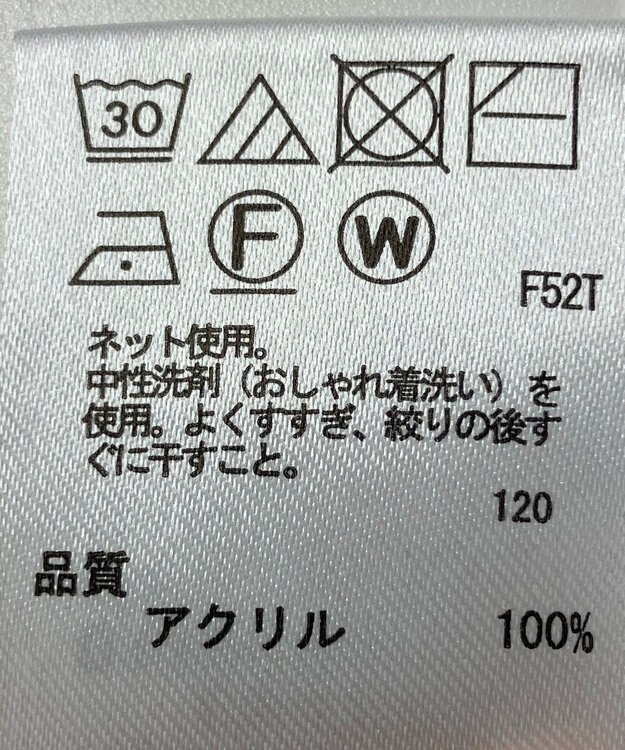 30
F W
F52T
ネット使用。
中性洗剤（おしゃれ着洗い）を
使用。よくすすぎ、絞りの後す
ぐに干すこと。
120
品質
アクリル 100%